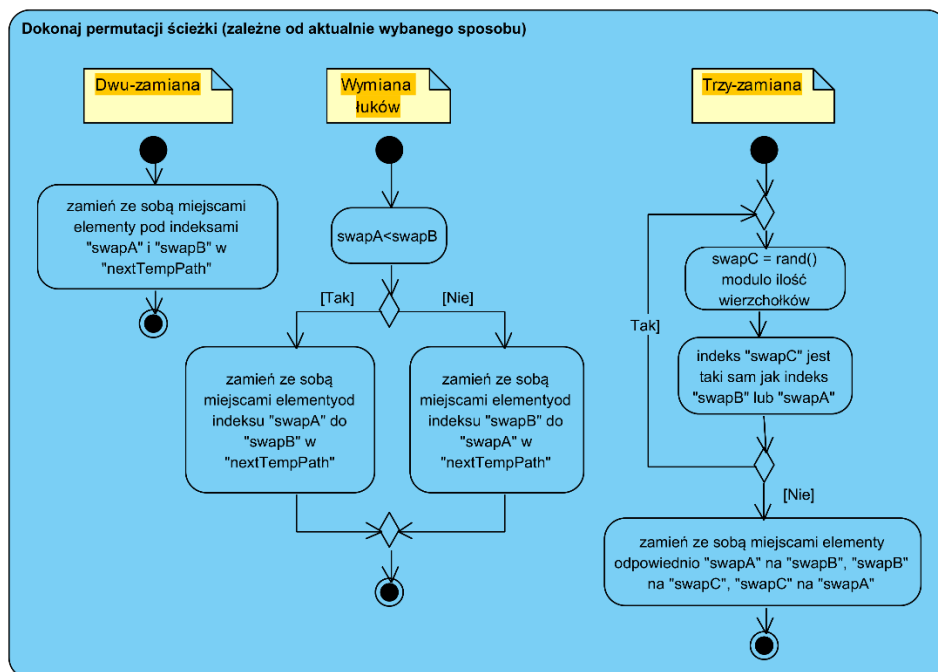 Dokonaj permutacji ścieżki (zależne od aktualnie wybanego sposobu)
Dwu-zamiana
zamień ze sobą miejscami
elementy pod indeksami
"swapA" i "swapB" w
"nextTempPath"
Wymiana
łuków
swapA<swapB
[Tak]
[Nie]
zamień ze sobą
miejscami elementyod
indeksu "swapA" do
"swapB" w
"nextTempPath"
zamień ze sobą
miejscami elementyod
indeksu "swapB" do
"swapA" w
"nextTempPath"
Trzy-zamiana
swapC = rand()
modulo ilość
wierzchołków
Tak]
indeks "swapC" jest
taki sam jak indeks
"swapB" lub "swapA"
[Nie]
zamień ze sobą miejscami elementy
odpowiednio "swapA" na "swapB", "swapB"
na "swapC", "swapC" na "swapA"